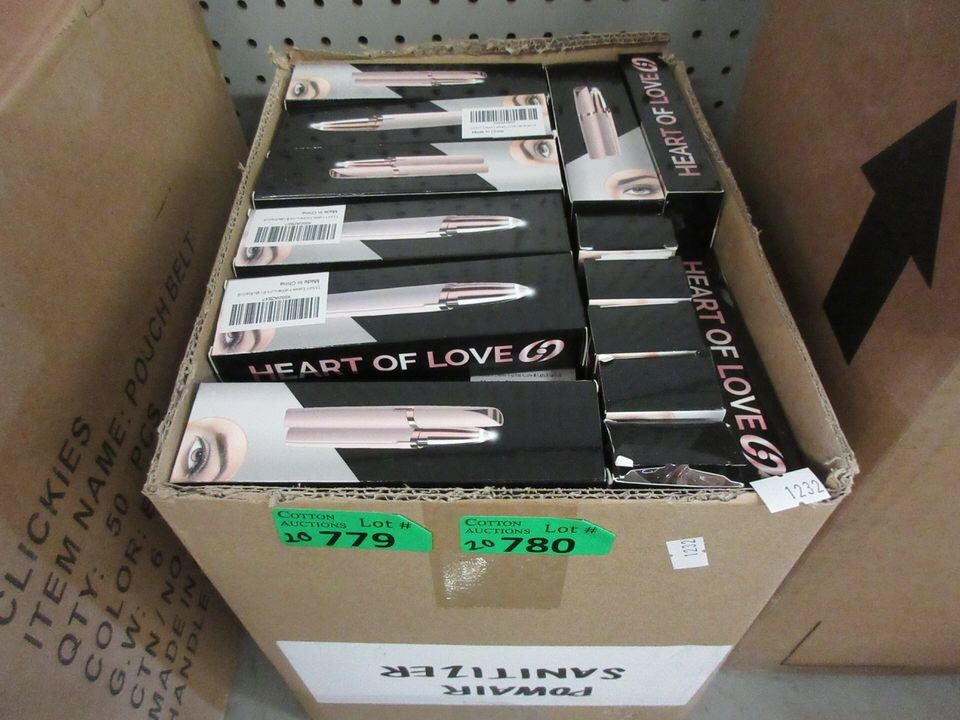 CLICKIES
ITEM NAME: POUCHBELT
QTY: 50 PCS
COLOR:
G.W: 6
CTN/NO
MADE IN
HANDLE
Made in China
HEART OF LOVE
Made In China
Made In China
HEART OF LOVE
HEART OF LOVE
1232
COTTON AUCTIONS Lot #
20 779
COTTON AUCTIONS Lot #
20 780
1232
POWAIR
SANITIZER